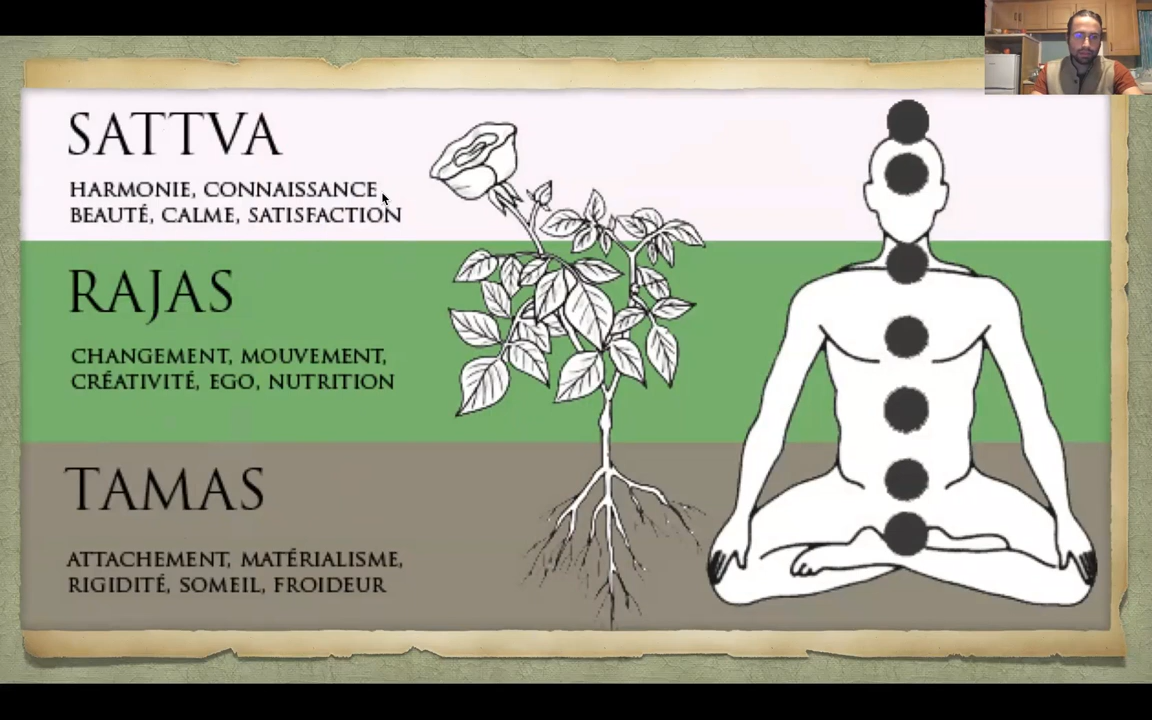 SATTVA
HARMONIE, CONNAISSANCE,
BEAUTÉ, CALME, SATISFACTION
RAJAS
CHANGEMENT, MOUVEMENT,
CRÉATIVITÉ, EGO, NUTRITION
TAMAS
ATTACHEMENT, MATÉRIALISME,
RIGIDITÉ, SOMEIL, FROIDEUR